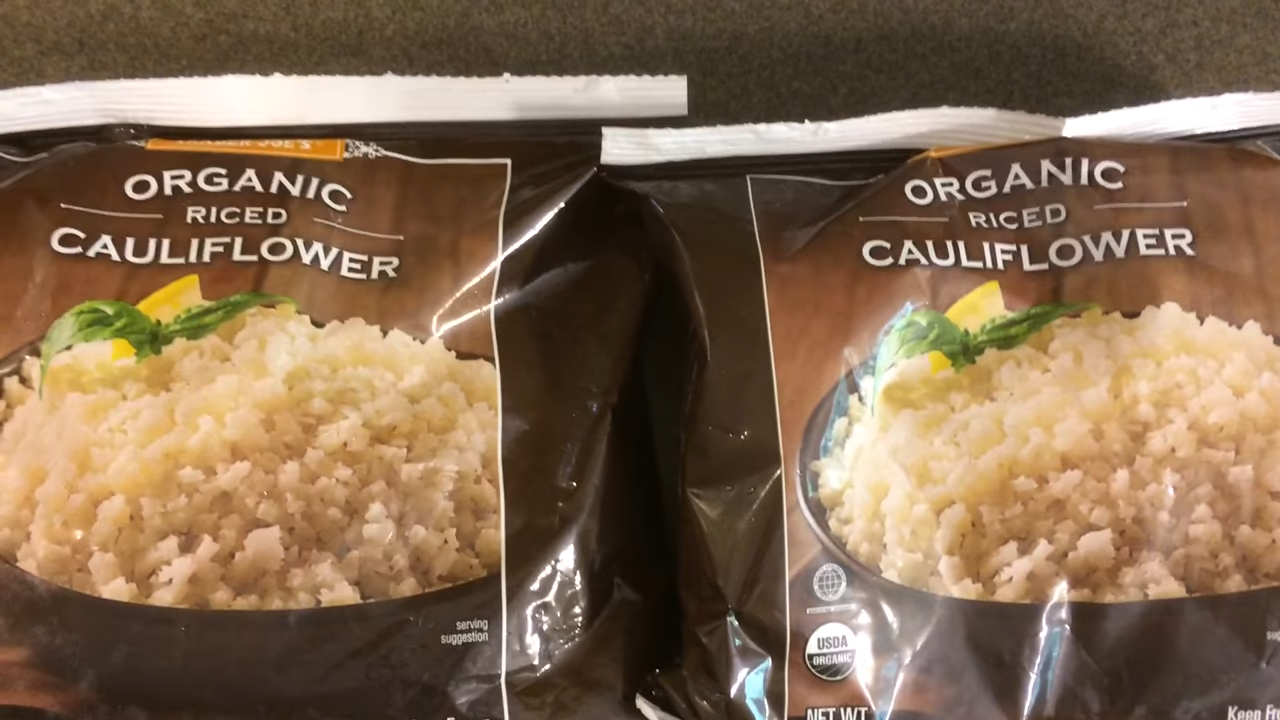 TRADER JOE'S
ORGANIC
RICED
CAULIFLOWER
serving
suggestion
ORGANIC
RICED
CAULIFLOWER
USDA
ORGANIC
NET WT
Keep